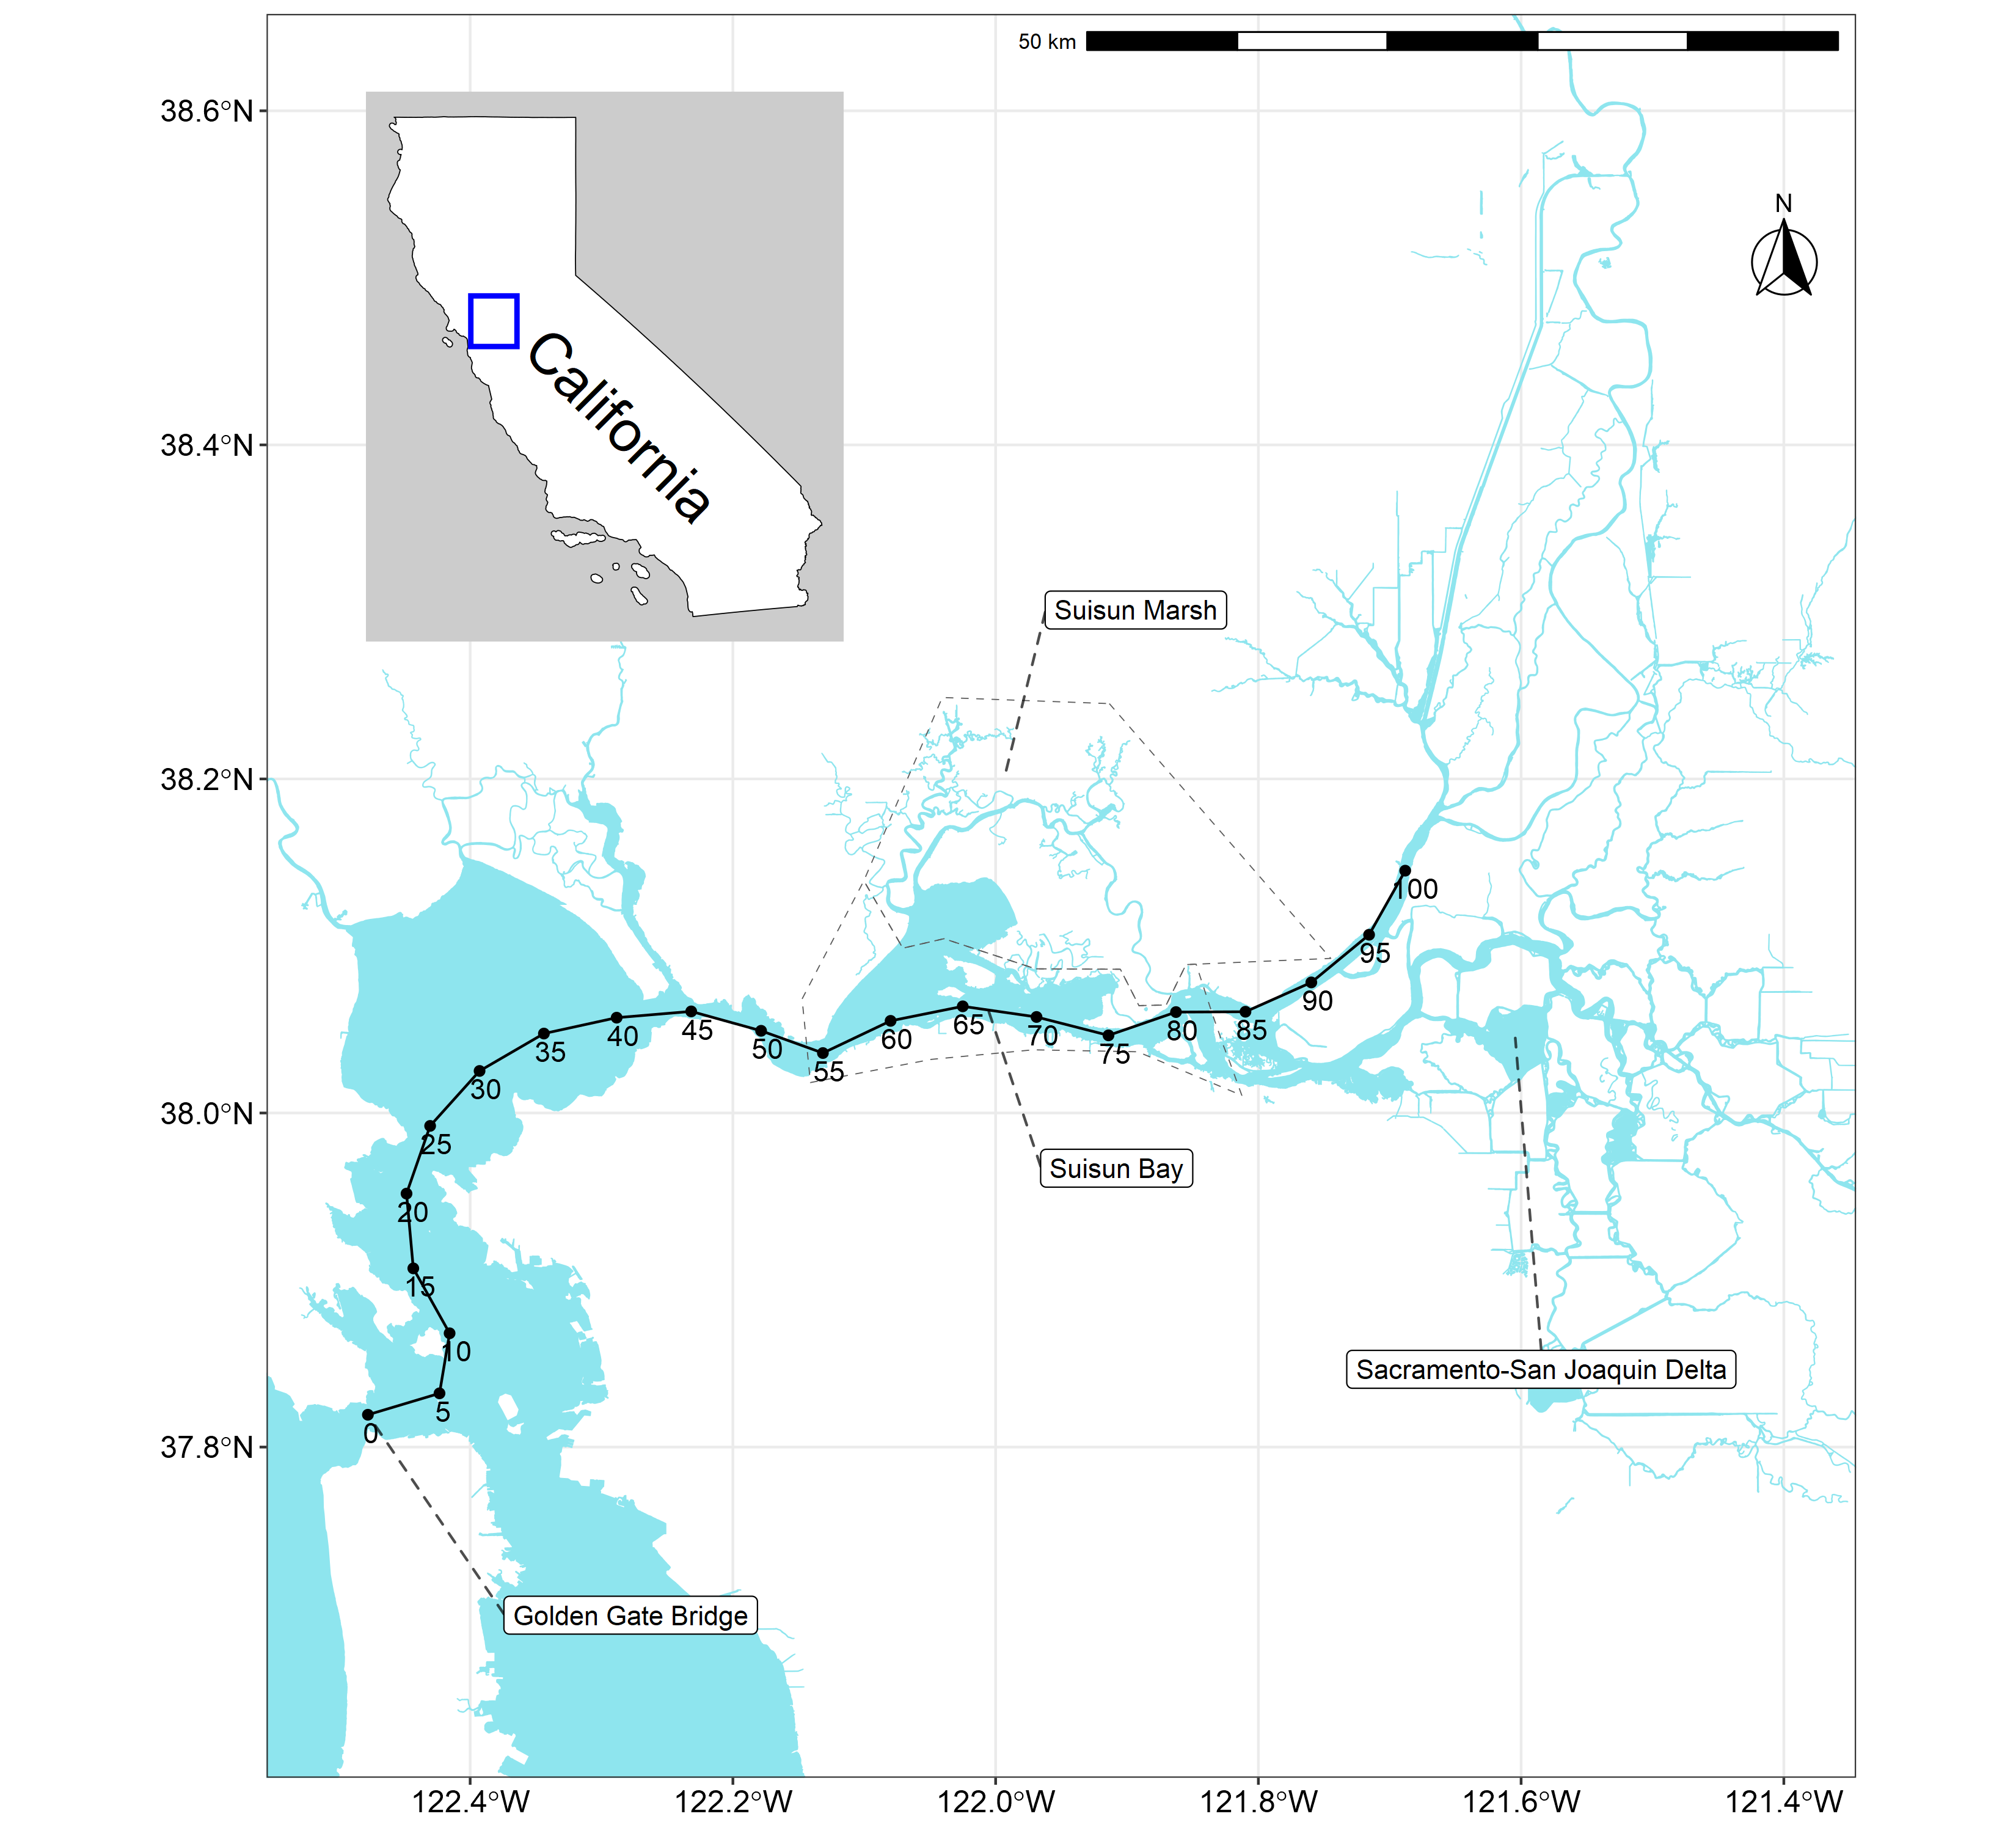 50 km
38.6°N
N
California
38.4°N
Suisun Marsh
38.2°N
100
95
90
85
80
75
70
65
60
55
50
45
40
35
30
38.0°N
25
Suisun Bay
20
15
10
Sacramento-San Joaquin Delta
5
0
37.8°N
Golden Gate Bridge
122.4°W
122.2°W
122.0°W
121.8°W
121.6°W
121.4°W